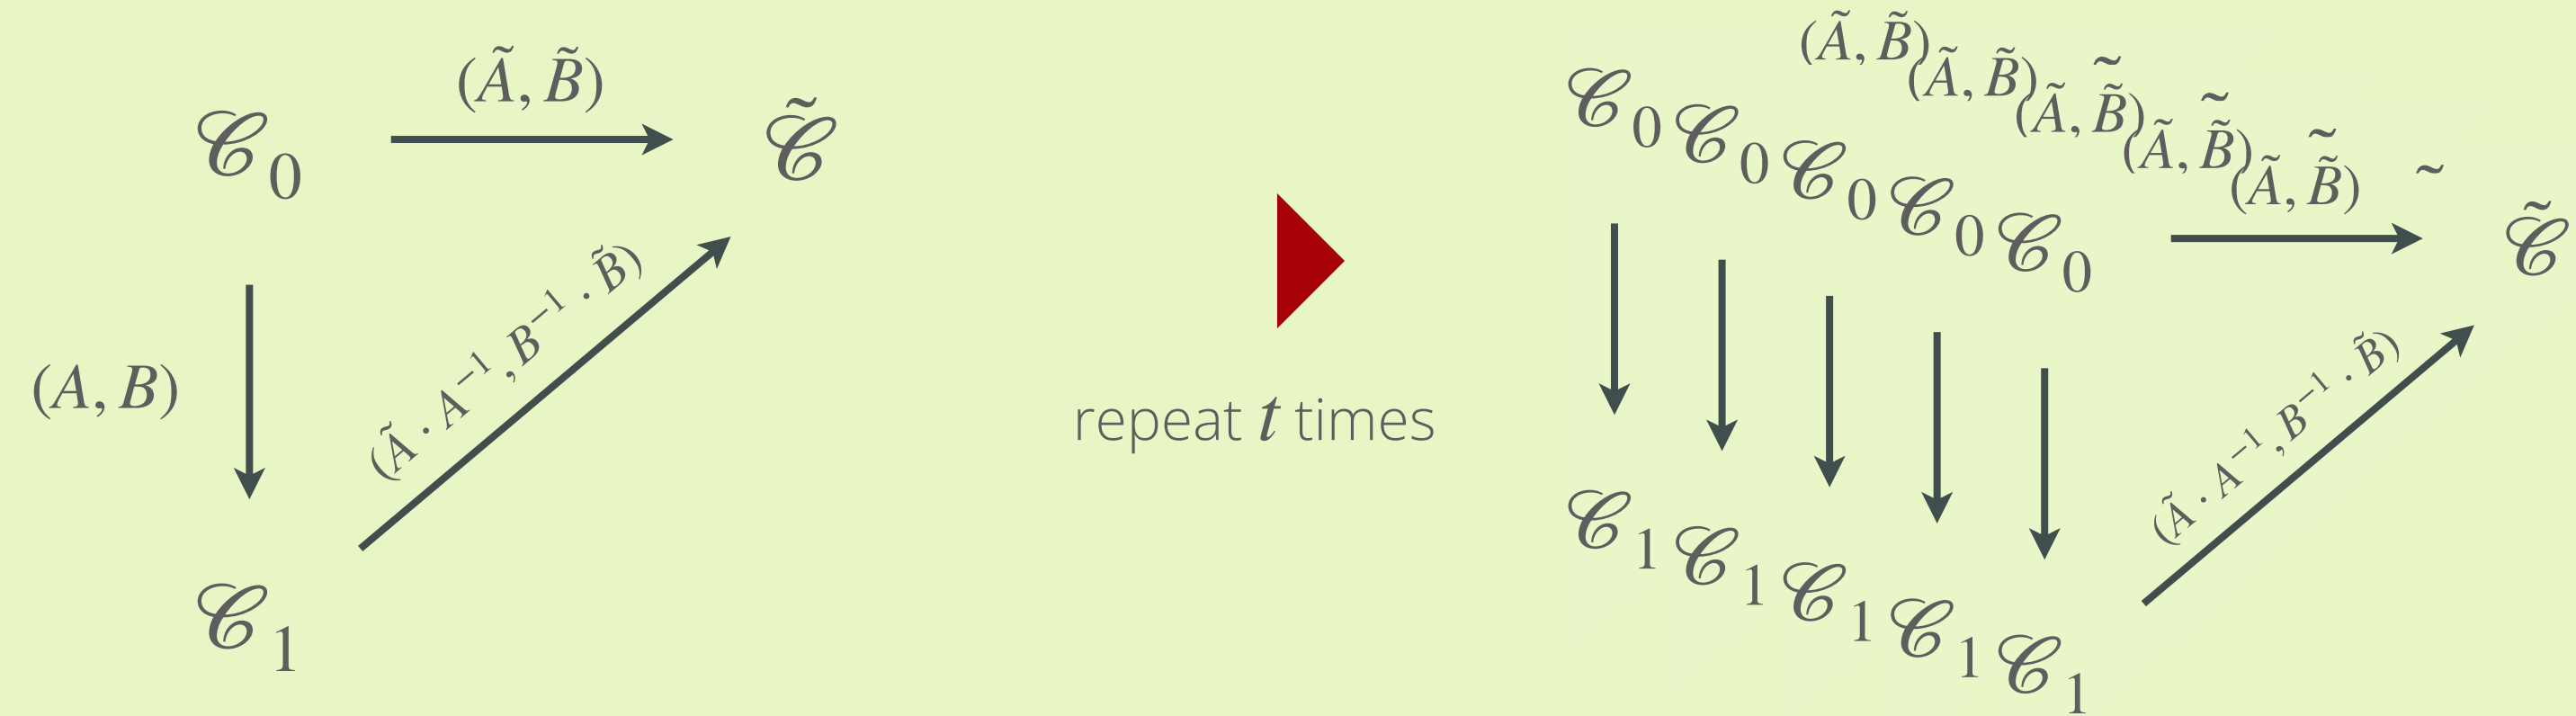 (Ã, B̃)
𝒞₀ 𝒞̃
(A, B)
(Ã · A⁻¹, B⁻¹ · B̃)
𝒞₁
repeat t times
(Ã, B̃)
(Ã, B̃) ~
(Ã, B̃) ~
(Ã, B̃) ~
(Ã, B̃) ~
𝒞₀ 𝒞₀ 𝒞₀ 𝒞₀ 𝒞₀ 𝒞̃
(Ã · A⁻¹, B⁻¹ · B̃)
𝒞₁ 𝒞₁ 𝒞₁ 𝒞₁ 𝒞₁